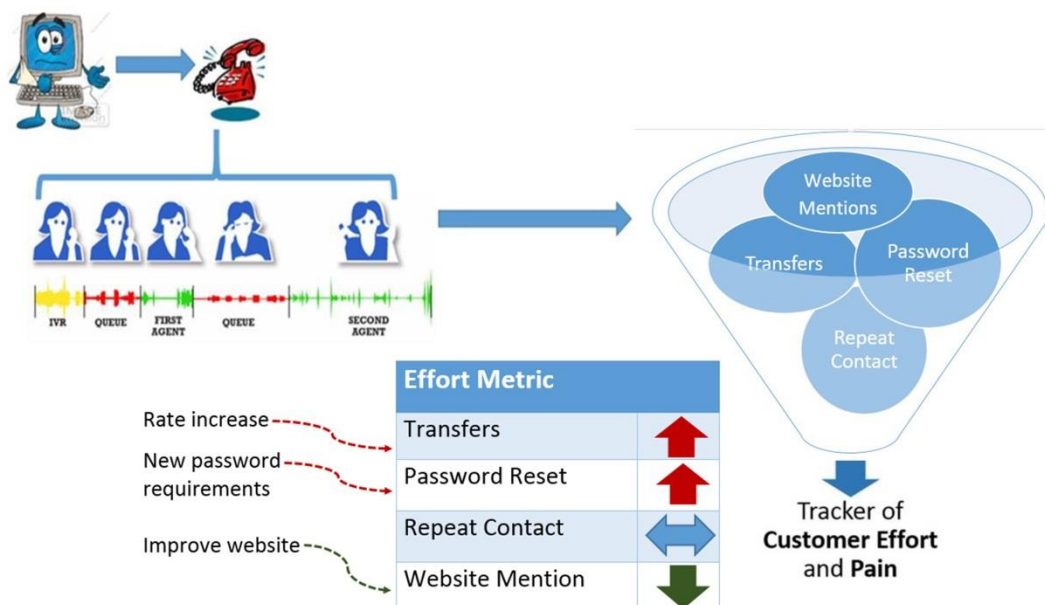 IVR
QUEUE
FIRST
AGENT
QUEUE
SECOND
AGENT
Website
Mentions
Transfers
Password
Reset
Repeat
Contact
Tracker of
Customer Effort
and Pain
Rate increase
New password
requirements
Improve website
Effort Metric
Transfers
Password Reset
Repeat Contact
Website Mention